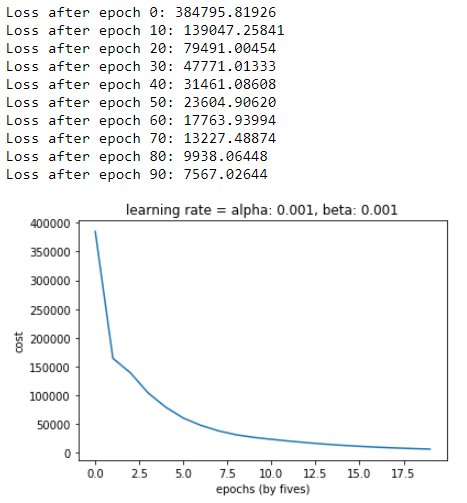 Loss after epoch 0: 384795.81926
Loss after epoch 10: 139047.25841
Loss after epoch 20: 79491.00454
Loss after epoch 30: 47771.01333
Loss after epoch 40: 31461.08608
Loss after epoch 50: 23604.90620
Loss after epoch 60: 17763.93994
Loss after epoch 70: 13227.48874
Loss after epoch 80: 9938.06448
Loss after epoch 90: 7567.02644
learning rate = alpha: 0.001, beta: 0.001
400000
350000
300000
250000
200000
150000
100000
50000
0
cost
0.0 2.5 5.0 7.5 10.0 12.5 15.0 17.5
epochs (by fives)